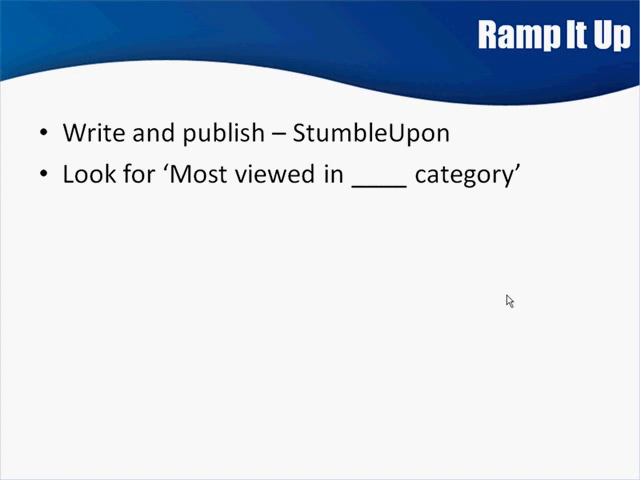 Ramp It Up
• Write and publish – StumbleUpon
• Look for ‘Most viewed in ____ category’